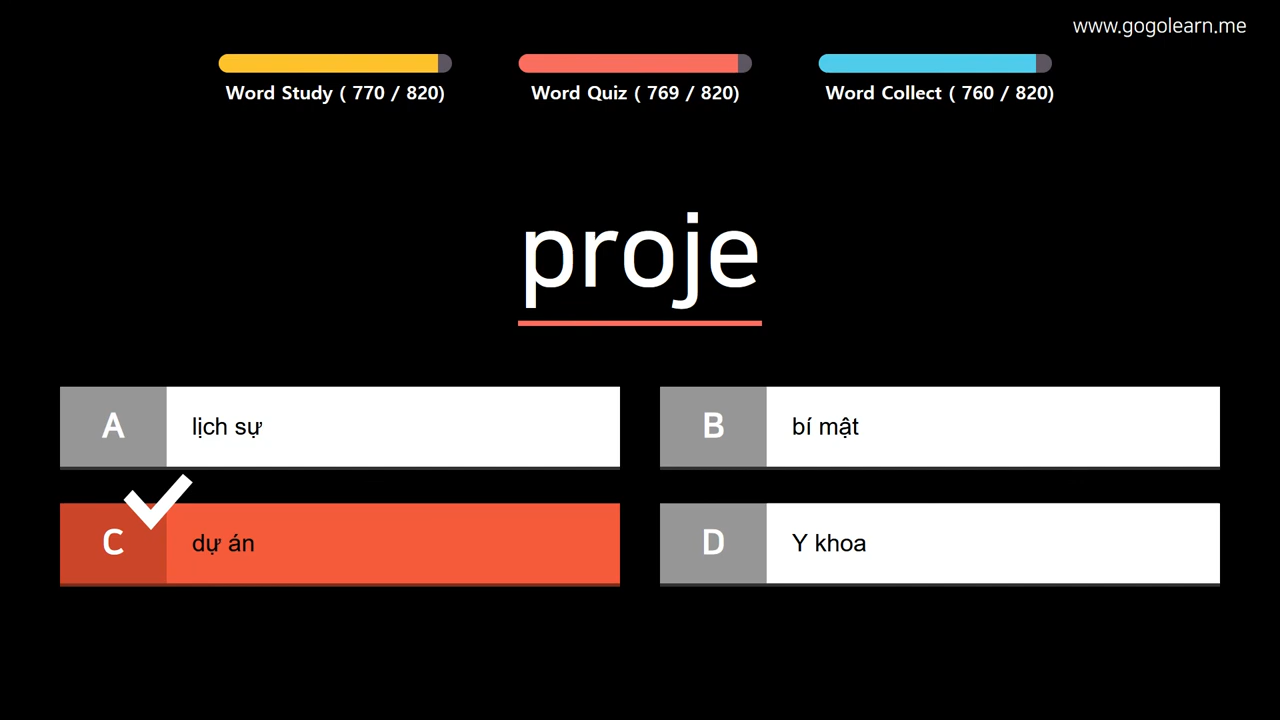 www.gogolearn.me
Word Study ( 770 / 820)
Word Quiz ( 769 / 820)
Word Collect ( 760 / 820)
proje
A lịch sự
B bí mật
C dự án
D Y khoa